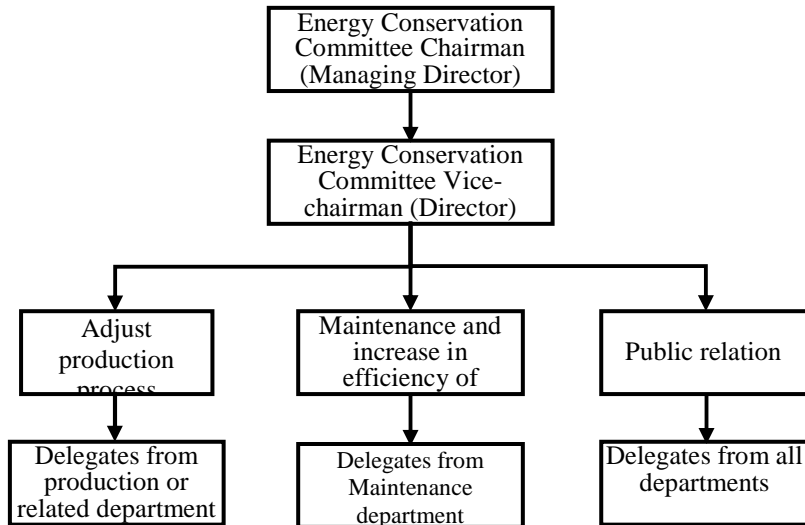 Energy Conservation
Committee Chairman
(Managing Director)
Energy Conservation
Committee Vice-
chairman (Director)
Adjust
production
process
Maintenance and
increase in
efficiency of
Public relation
Delegates from
production or
related department
Delegates from
Maintenance
department
Delegates from all
departments